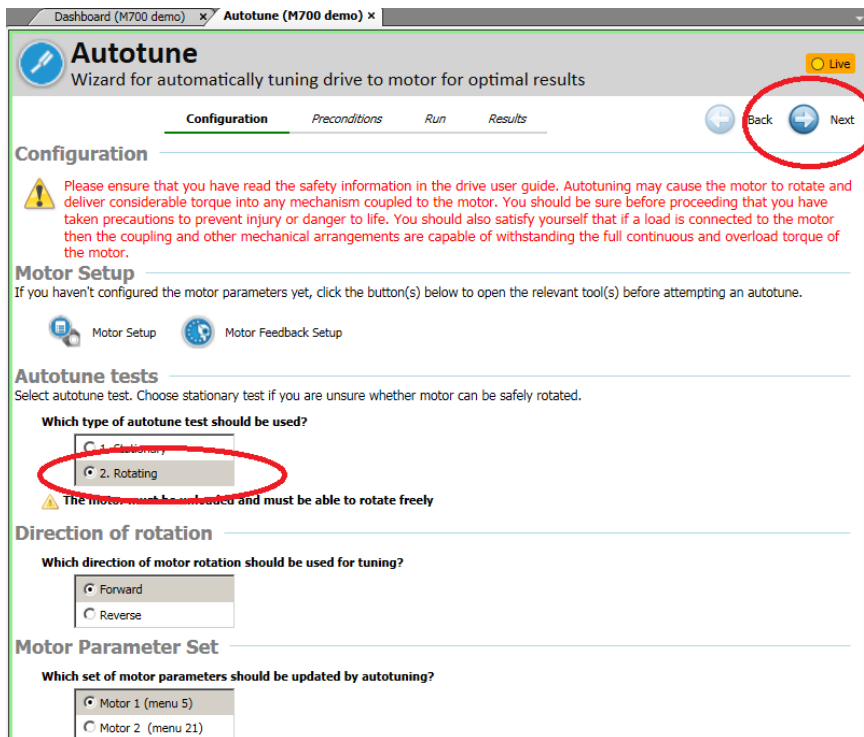 Dashboard (M700 demo) x Autotune (M700 demo) x
Autotune
Wizard for automatically tuning drive to motor for optimal results
Live
Configuration Preconditions Run Results
Back Next
Configuration
Please ensure that you have read the safety information in the drive user guide. Autotuning may cause the motor to rotate and
deliver considerable torque into any mechanism coupled to the motor. You should be sure before proceeding that you have
taken precautions to prevent injury or danger to life. You should also satisfy yourself that if a load is connected to the motor
then the coupling and other mechanical arrangements are capable of withstanding the full continuous and overload torque of
the motor.
Motor Setup
If you haven't configured the motor parameters yet, click the button(s) below to open the relevant tool(s) before attempting an autotune.
Motor Setup Motor Feedback Setup
Autotune tests
Select autotune test. Choose stationary test if you are unsure whether motor can be safely rotated.
Which type of autotune test should be used?
1. Stationary
2. Rotating
The motor must be unloaded and must be able to rotate freely
Direction of rotation
Which direction of motor rotation should be used for tuning?
Forward
Reverse
Motor Parameter Set
Which set of motor parameters should be updated by autotuning?
Motor 1 (menu 5)
Motor 2 (menu 21)